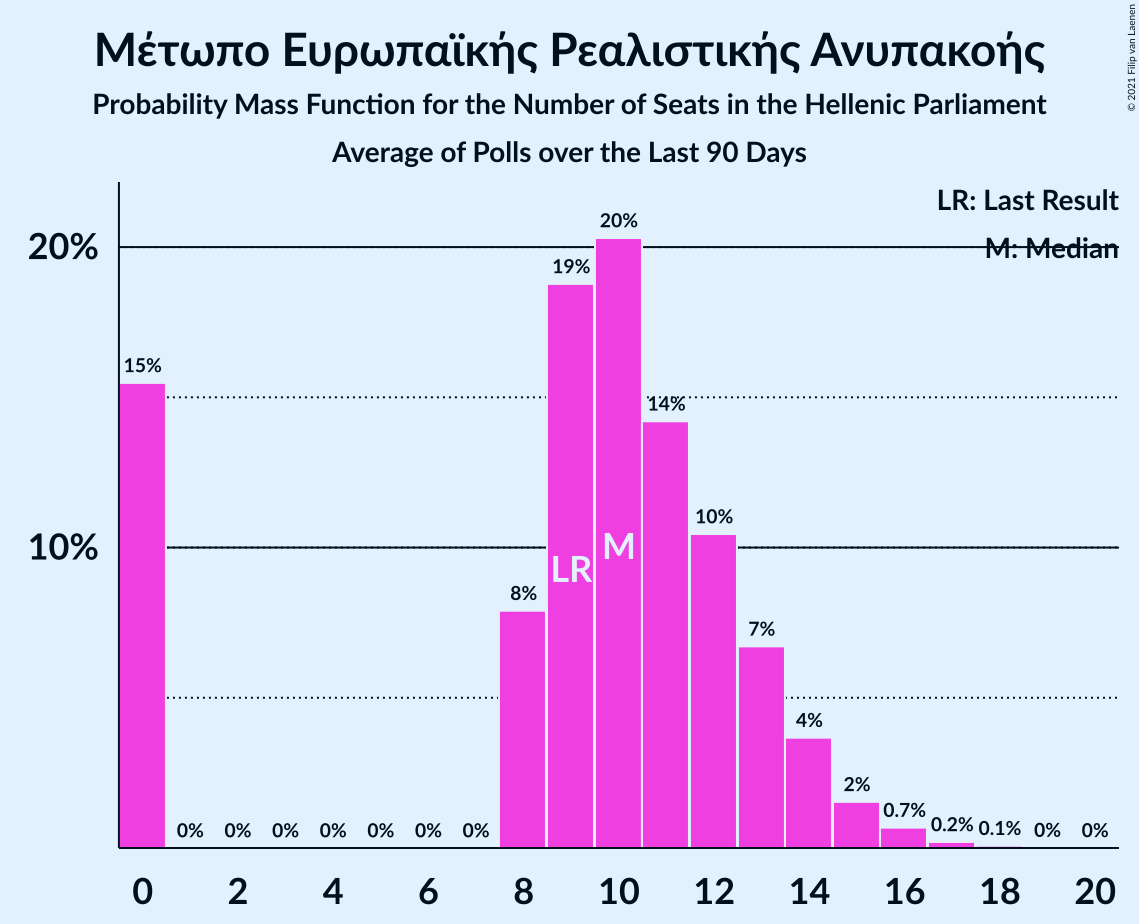 Μέτωπο Ευρωπαϊκής Ρεαλιστικής Ανυπακοής
Probability Mass Function for the Number of Seats in the Hellenic Parliament
Average of Polls over the Last 90 Days
© 2021 Filip van Laenen
LR: Last Result
M: Median
20%
10%
15%
0%
0%
0%
0%
0%
0%
0%
8%
19%
20%
14%
10%
7%
4%
2%
0.7%
0.2%
0.1%
0%
0%
LR
M
0 2 4 6 8 10 12 14 16 18 20